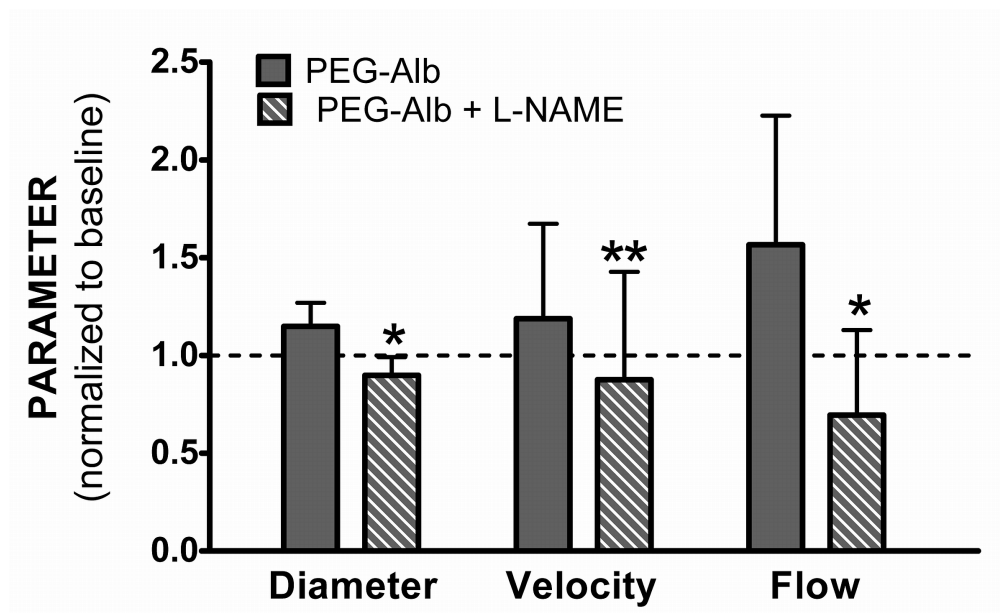 PARAMETER
(normalized to baseline)
2.5
2.0
1.5
1.0
0.5
0.0
PEG-Alb
PEG-Alb + L-NAME
*
**
*
Diameter
Velocity
Flow